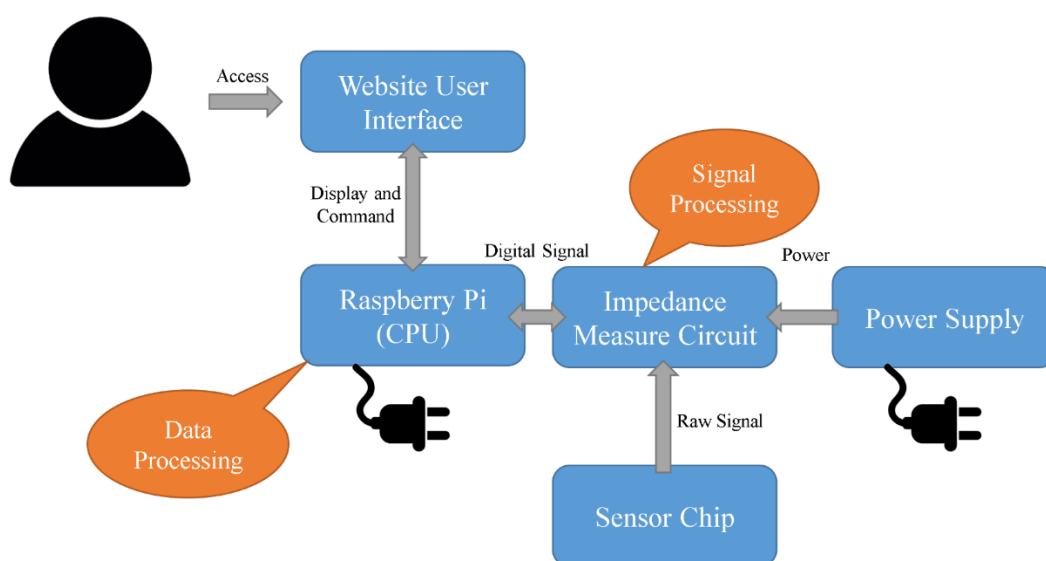 Access
Website User
Interface
Display and
Command
Signal
Processing
Digital Signal
Power
Raspberry Pi
(CPU)
Impedance
Measure Circuit
Power Supply
Data
Processing
Raw Signal
Sensor Chip